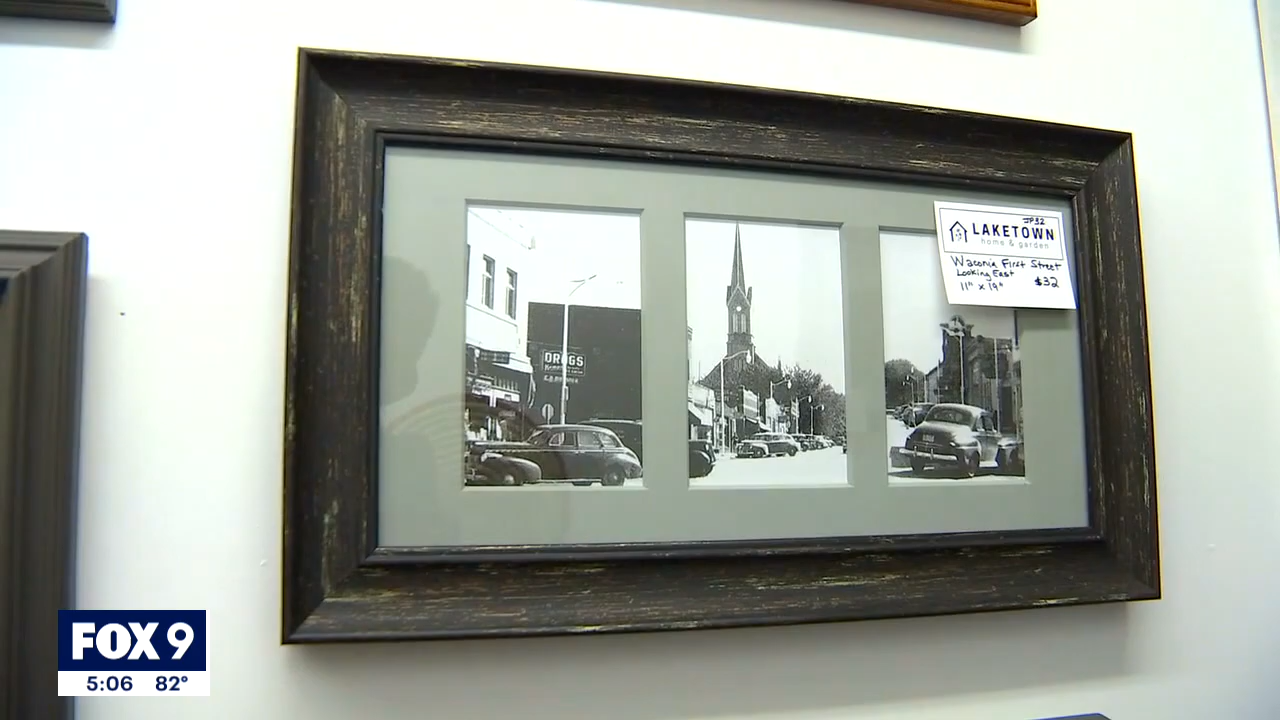 JP32
LAKETOWN
home & garden
Waconia First Street
Looking East
11" x 19" $32
DRUGS
FOX 9
5:06 82°